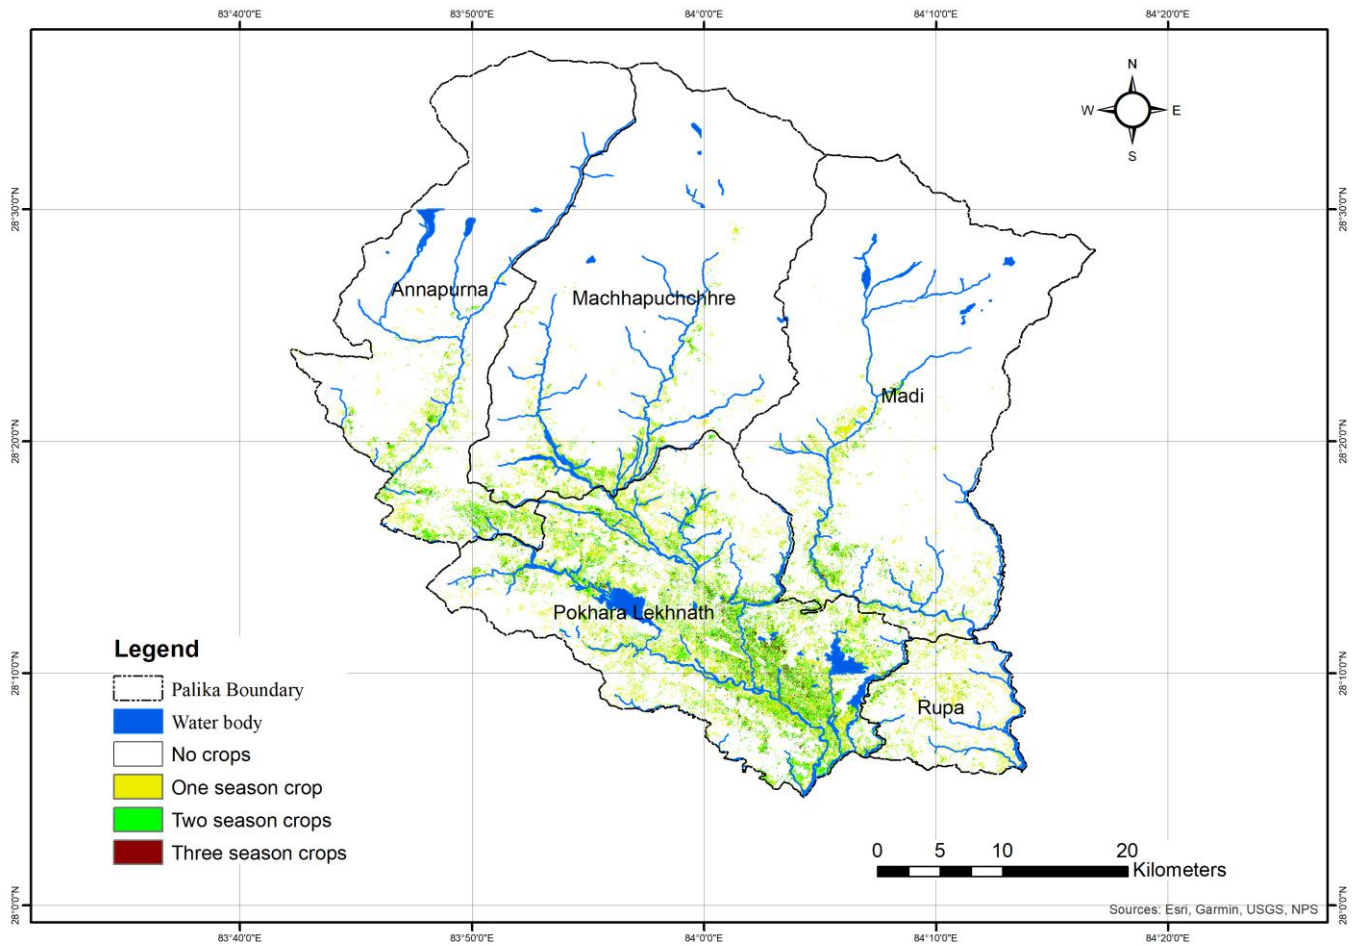 83°40'0"E 83°50'0"E 84°0'0"E 84°10'0"E 84°20'0"E
N
W E
S
28°30'0"N 28°30'0"N
Annapurna
Machhapuchchhre
Madi
28°20'0"N 28°20'0"N
Pokhara Lekhnath
Rupa
28°10'0"N 28°10'0"N
Legend
Palika Boundary
Water body
No crops
One season crop
Two season crops
Three season crops
0 5 10 20
Kilometers
28°0'0"N 28°0'0"N
Sources: Esri, Garmin, USGS, NPS
83°40'0"E 83°50'0"E 84°0'0"E 84°10'0"E 84°20'0"E